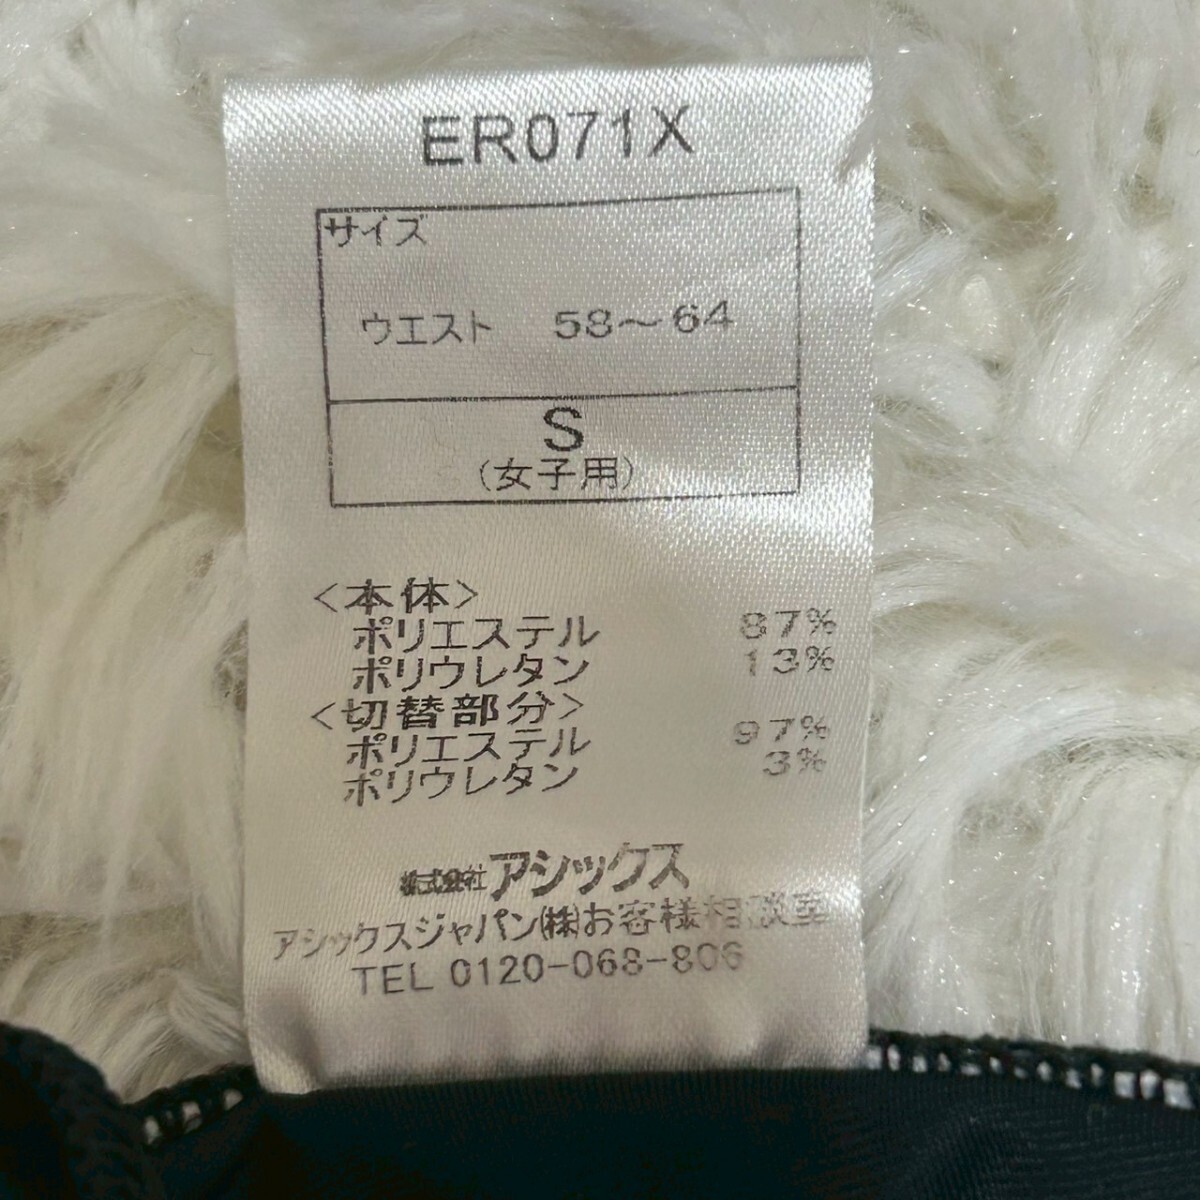 ER071X
サイズ
ウエスト 58～64
S
(女子用)
<本体>
ポリエステル 87%
ポリウレタン 13%
<切替部分>
ポリエステル 97%
ポリウレタン 3%
株式会社アシックス
アシックスジャパン(株)お客様相談室
TEL 0120-068-806